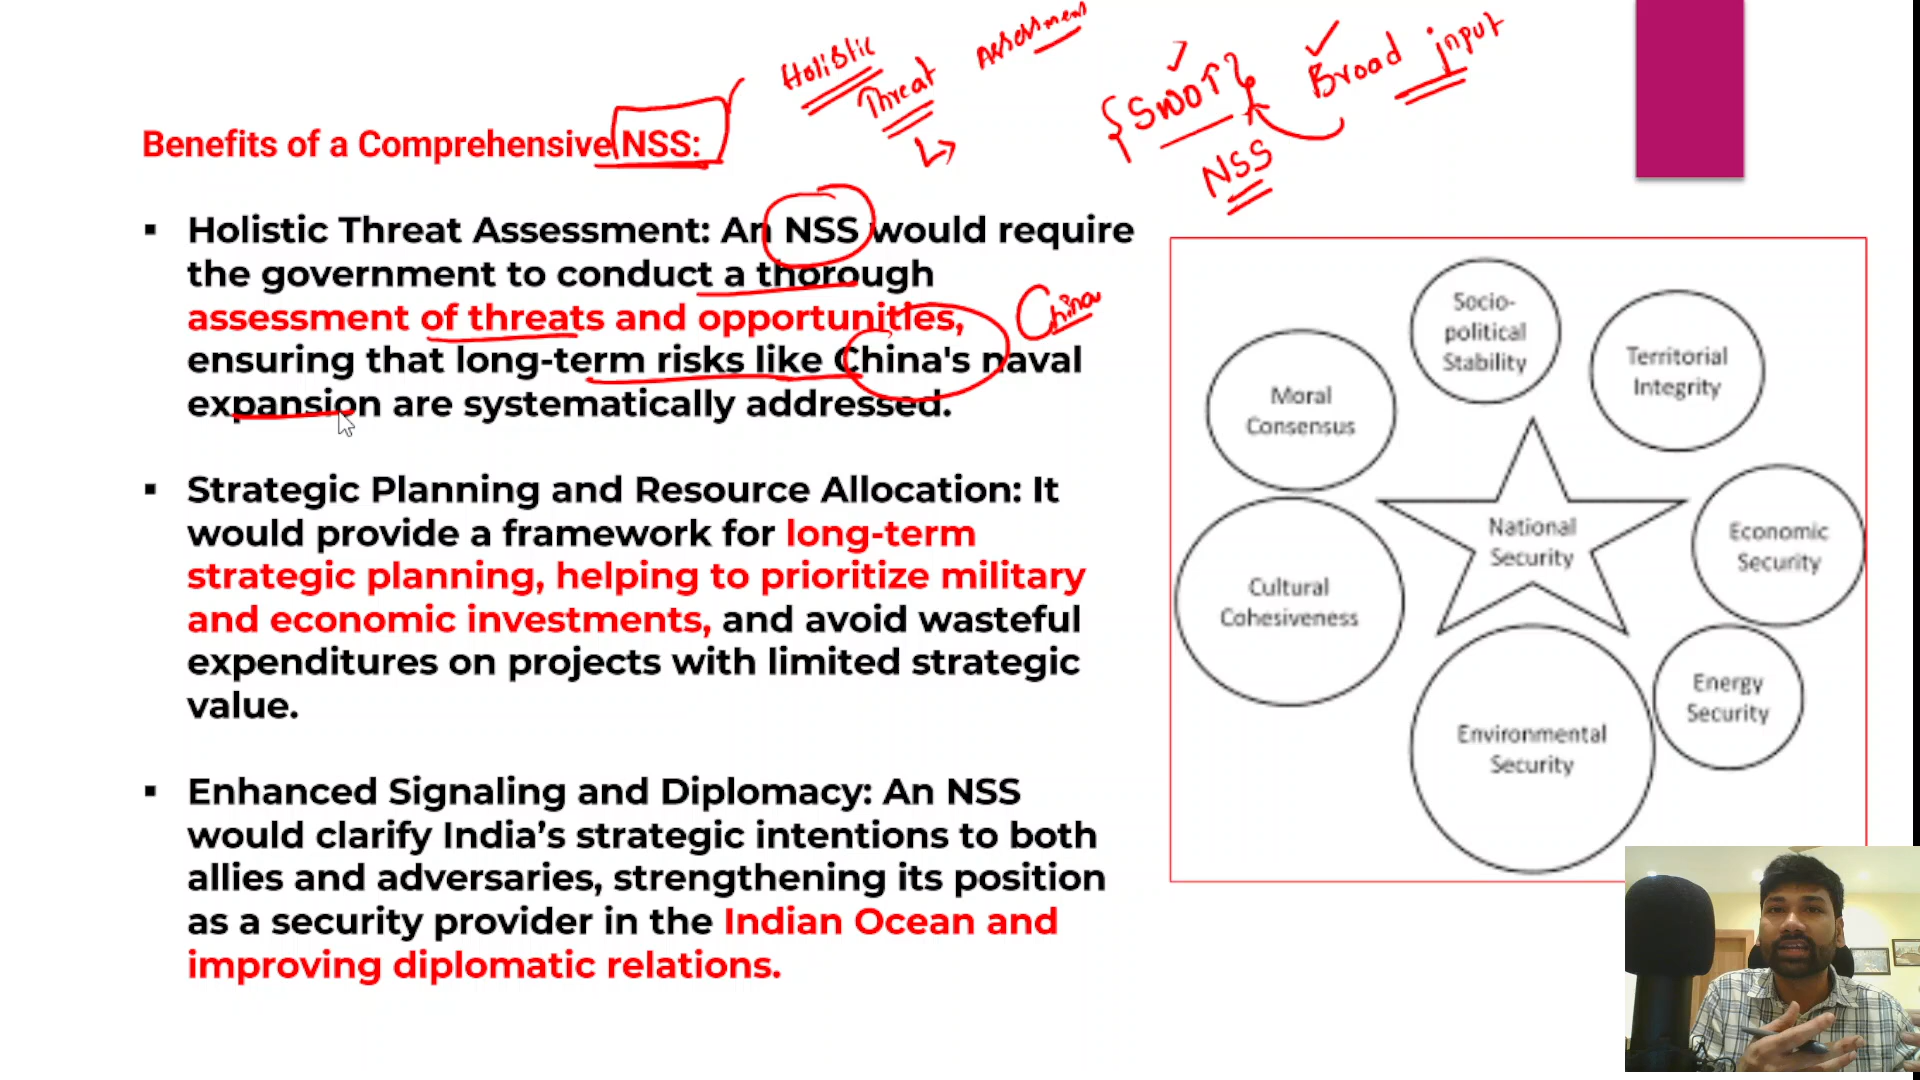 Holistic
Threat
Assessment
{SWOT}
NSS
Broad input
Benefits of a Comprehensive NSS:
▪ Holistic Threat Assessment: An NSS would require
the government to conduct a thorough
assessment of threats and opportunities,
ensuring that long-term risks like China's naval
expansion are systematically addressed.
China
▪ Strategic Planning and Resource Allocation: It
would provide a framework for long-term
strategic planning, helping to prioritize military
and economic investments, and avoid wasteful
expenditures on projects with limited strategic
value.
▪ Enhanced Signaling and Diplomacy: An NSS
would clarify India’s strategic intentions to both
allies and adversaries, strengthening its position
as a security provider in the Indian Ocean and
improving diplomatic relations.
Socio-
political
Stability
Territorial
Integrity
Moral
Consensus
National
Security
Economic
Security
Cultural
Cohesiveness
Energy
Security
Environmental
Security